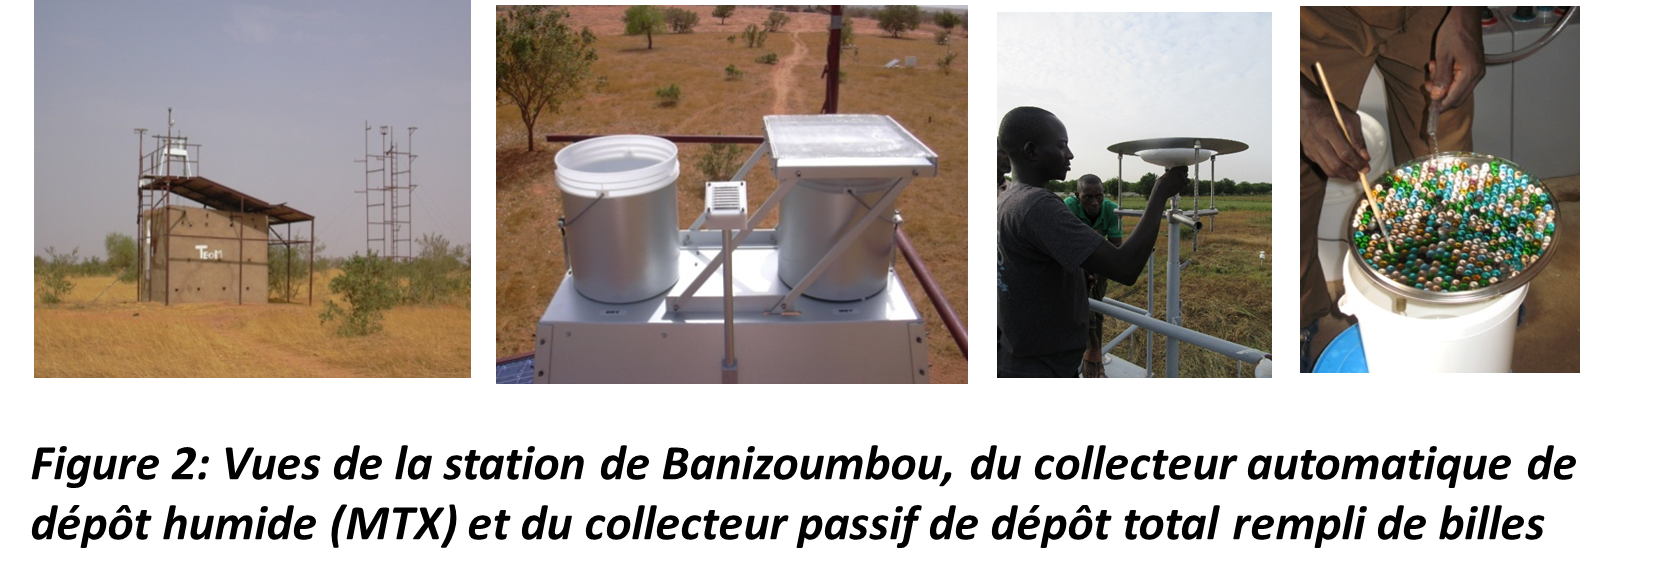 TEOM
Figure 2: Vues de la station de Banizoumbou, du collecteur automatique de
dépôt humide (MTX) et du collecteur passif de dépôt total rempli de billes